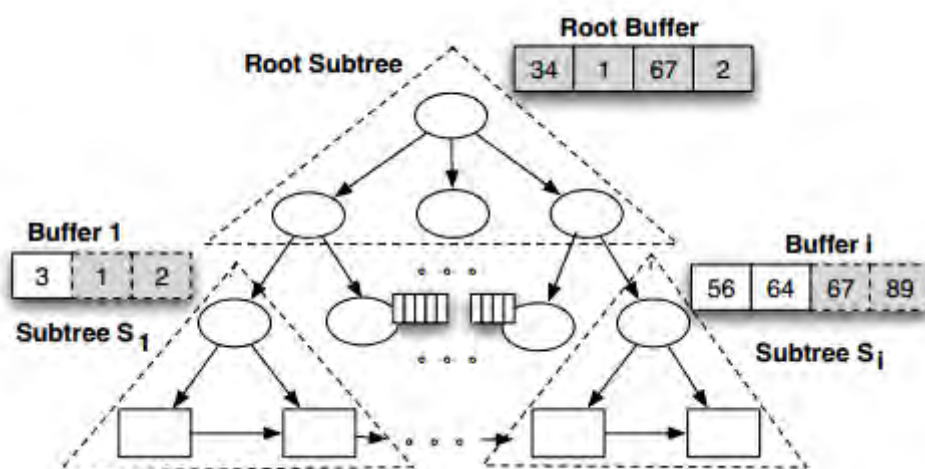 Root Buffer
Root Subtree
34 1 67 2
Buffer 1
3 1 2
Subtree S1
Buffer i
56 64 67 89
Subtree Si